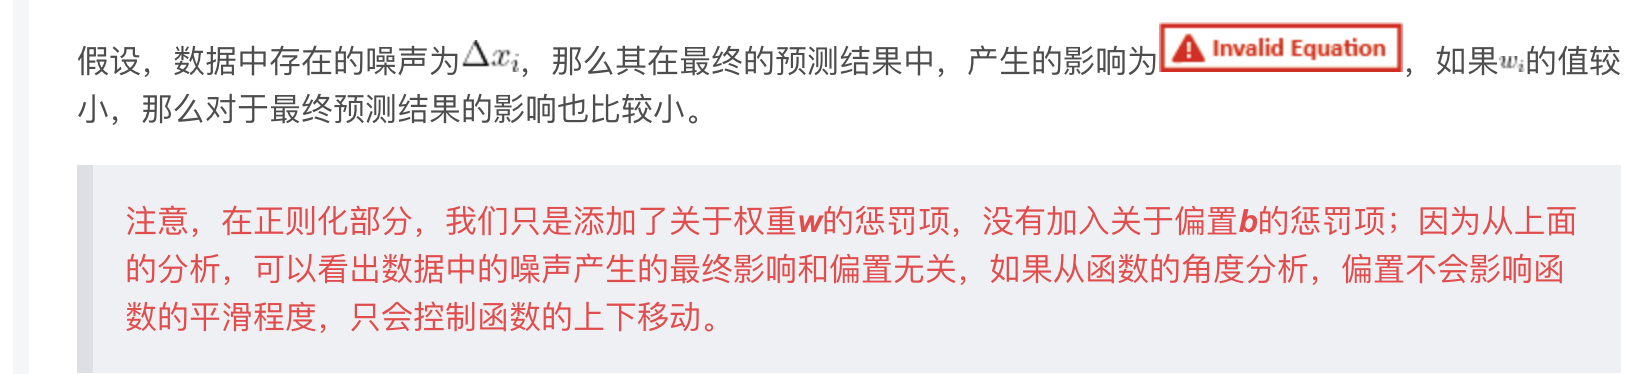 假设，数据中存在的噪声为Δxᵢ，那么其在最终的预测结果中，产生的影响为 Invalid Equation ，如果wᵢ的值较
小，那么对于最终预测结果的影响也比较小。
注意，在正则化部分，我们只是添加了关于权重w的惩罚项，没有加入关于偏置b的惩罚项；因为从上面
的分析，可以看出数据中的噪声产生的最终影响和偏置无关，如果从函数的角度分析，偏置不会影响函
数的平滑程度，只会控制函数的上下移动。